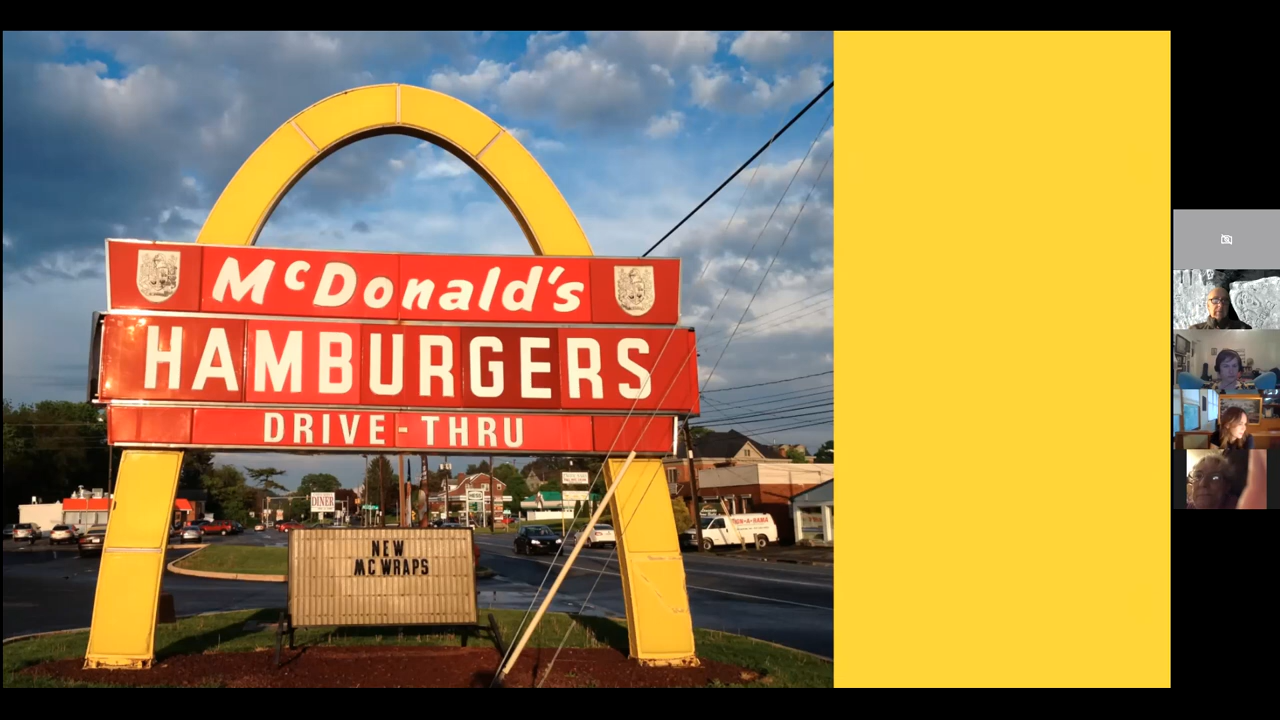 McDonald's
HAMBURGERS
DRIVE-THRU
DINER
NEW
MC WRAPS